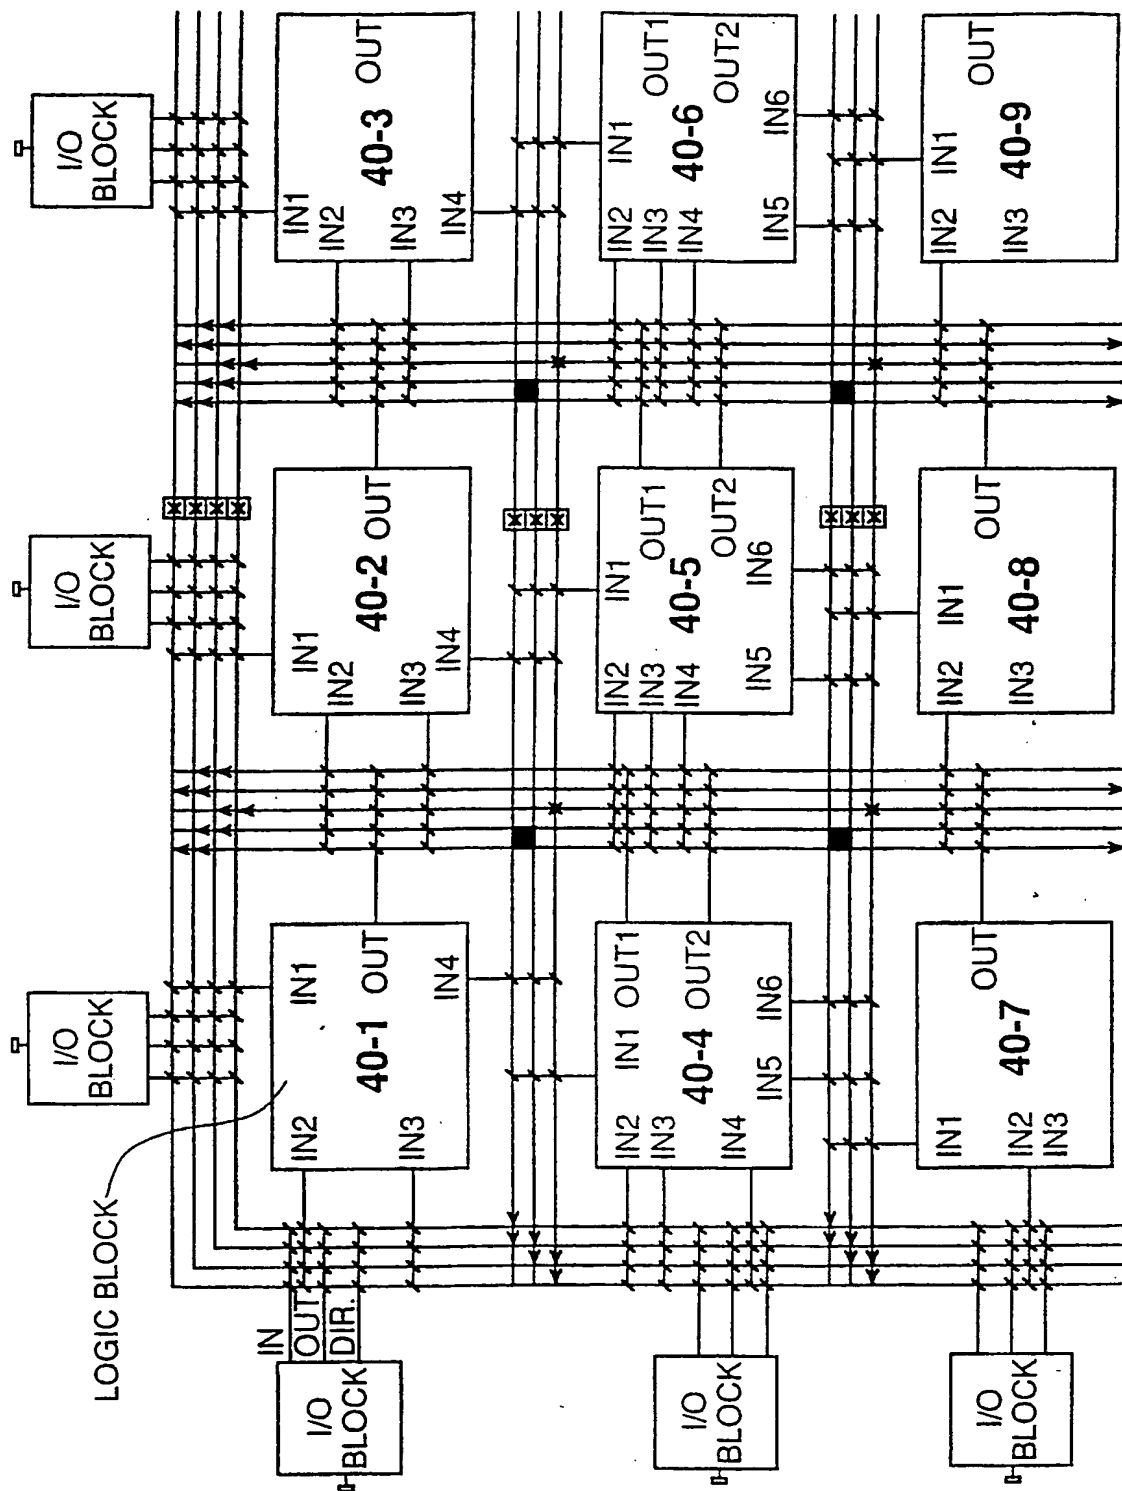 I/O
BLOCK
I/O
BLOCK
I/O
BLOCK
LOGIC BLOCK
I/O
BLOCK
IN
OUT
DIR.
IN1
IN2
IN3
IN4
40-1
OUT
IN1
IN2
IN3
IN4
40-2
OUT
IN1
IN2
IN3
IN4
40-3
OUT
I/O
BLOCK
IN1
IN2
IN3
IN4
IN5
IN6
40-4
OUT1
OUT2
IN1
IN2
IN3
IN4
IN5
IN6
40-5
OUT1
OUT2
IN1
IN2
IN3
IN4
IN5
IN6
40-6
OUT1
OUT2
I/O
BLOCK
IN1
IN2
IN3
40-7
OUT
IN1
IN2
IN3
40-8
OUT
IN1
IN2
IN3
40-9
OUT